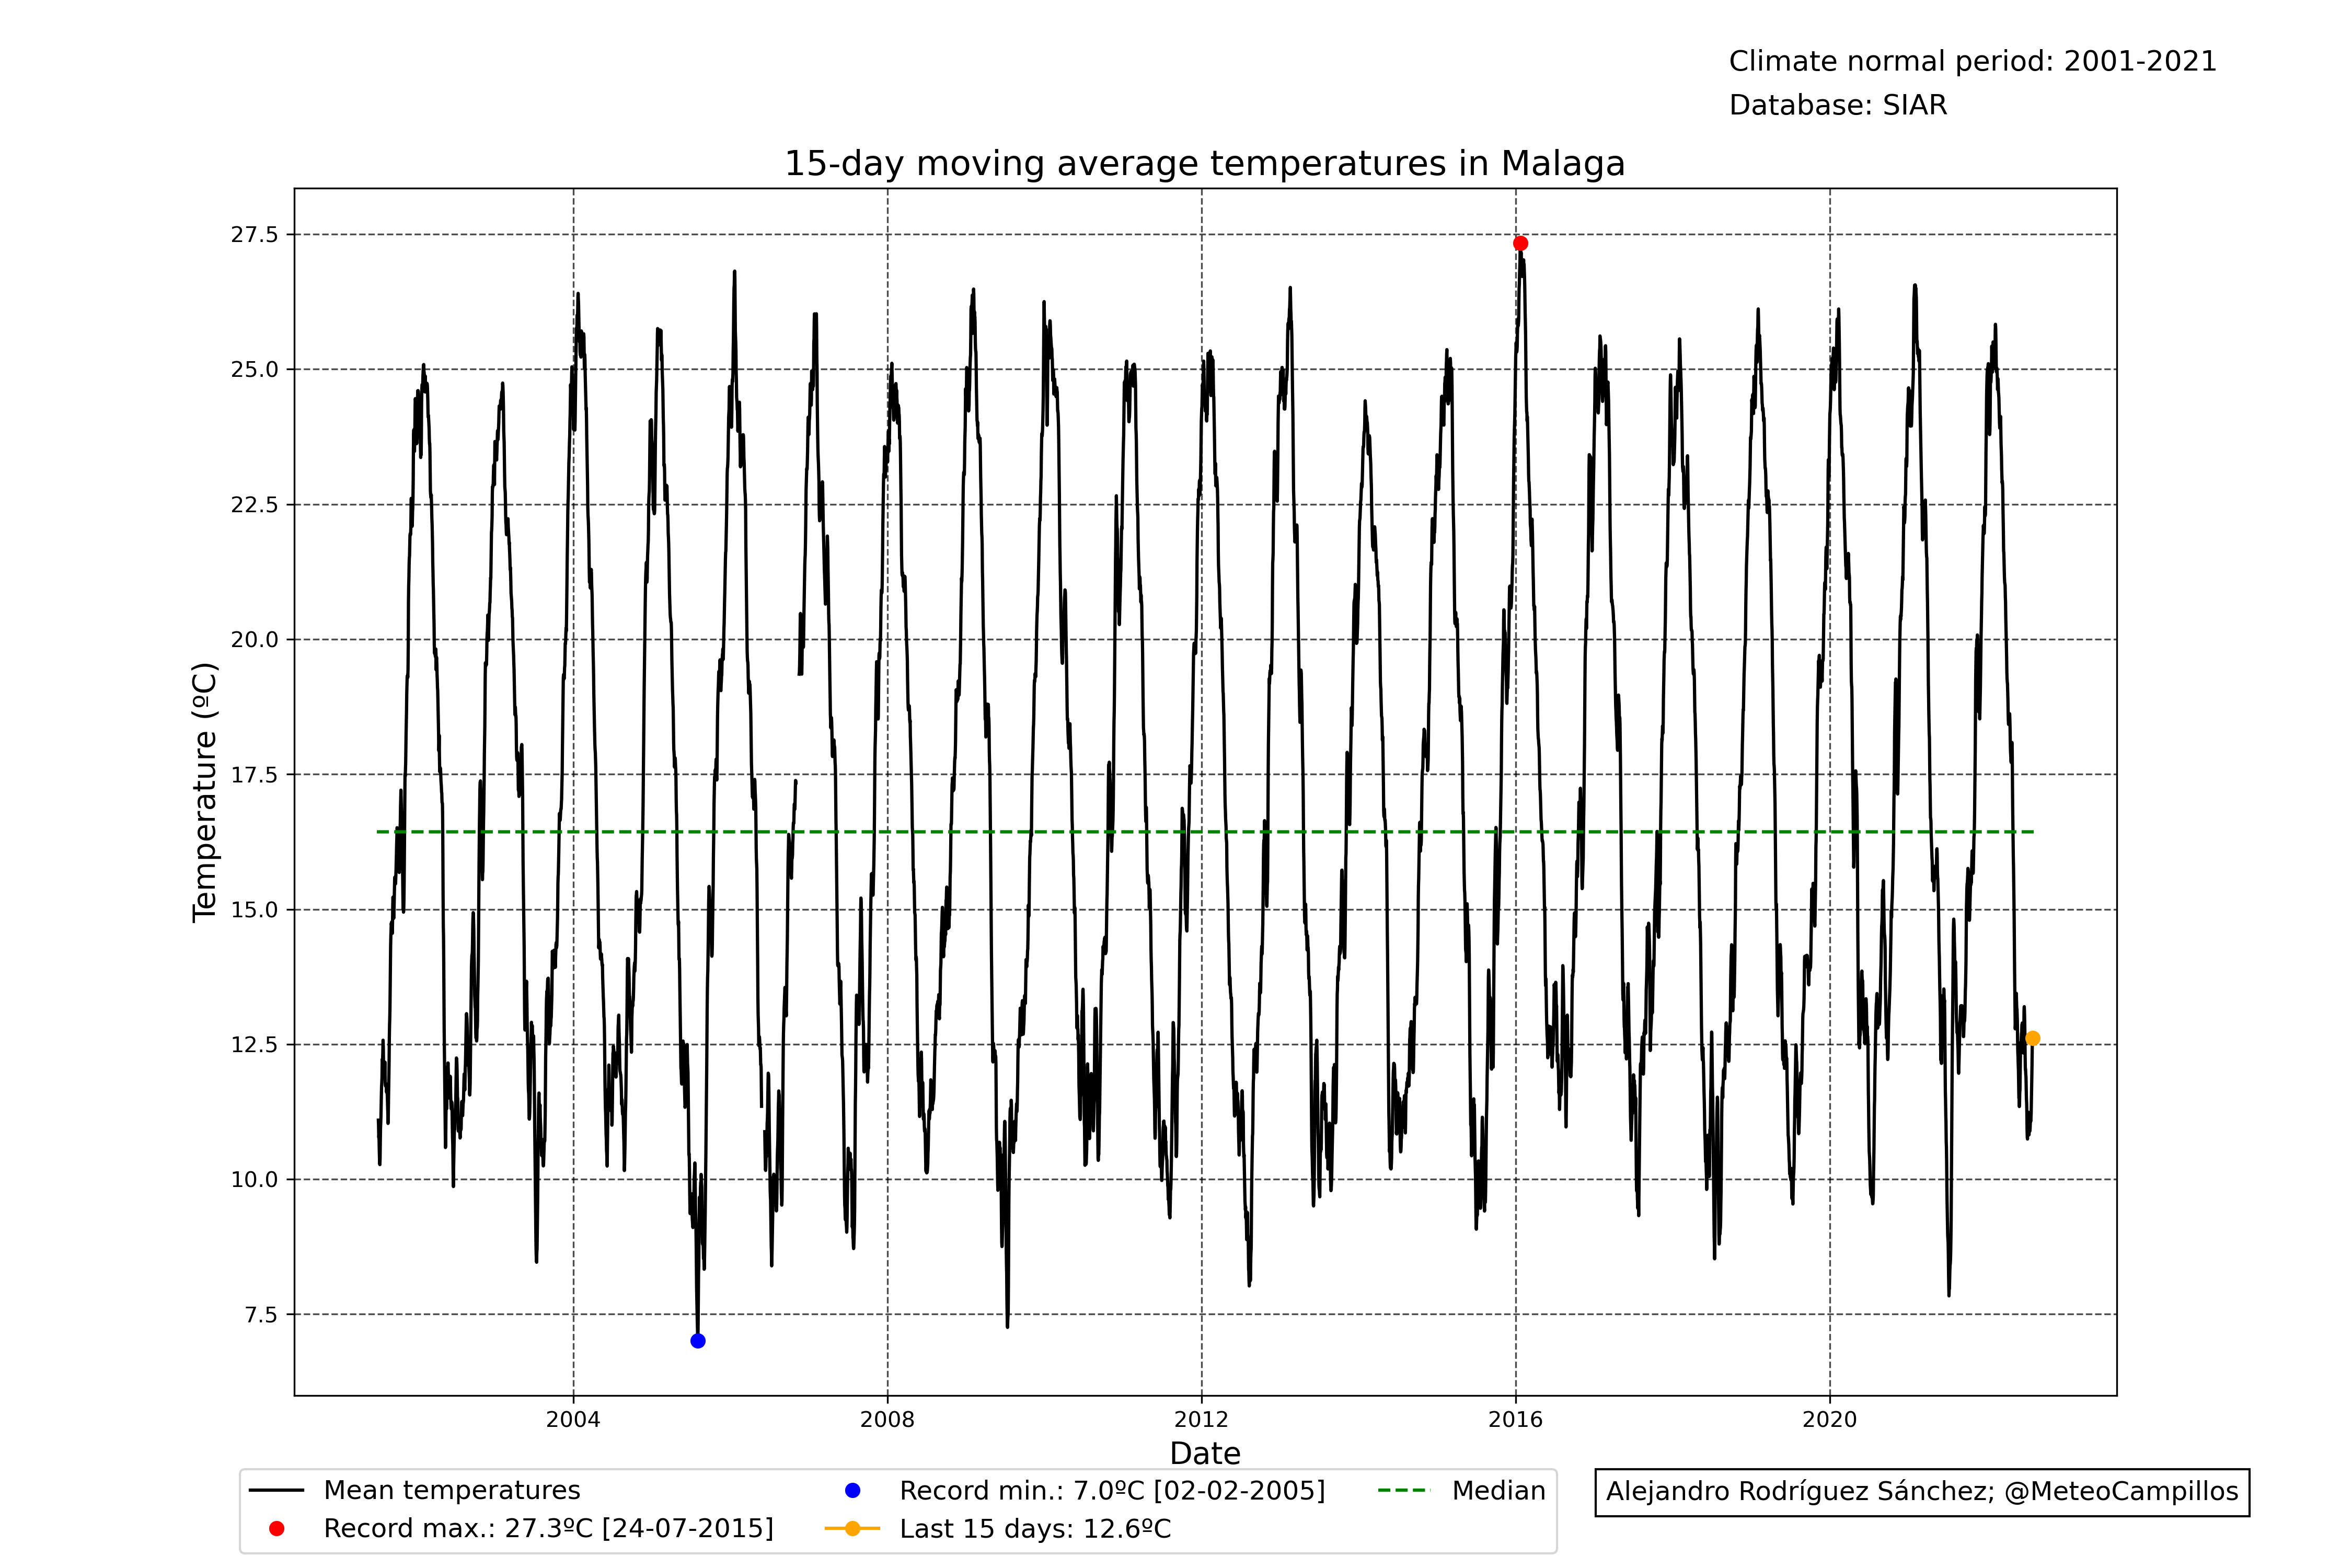 Climate normal period: 2001-2021
Database: SIAR
15-day moving average temperatures in Malaga
27.5
25.0
22.5
20.0
17.5
15.0
12.5
10.0
7.5
Temperature (ºC)
2004 2008 2012 2016 2020
Date
Mean temperatures
Record max.: 27.3ºC [24-07-2015]
Record min.: 7.0ºC [02-02-2005]
Last 15 days: 12.6ºC
Median
Alejandro Rodríguez Sánchez; @MeteoCampillos